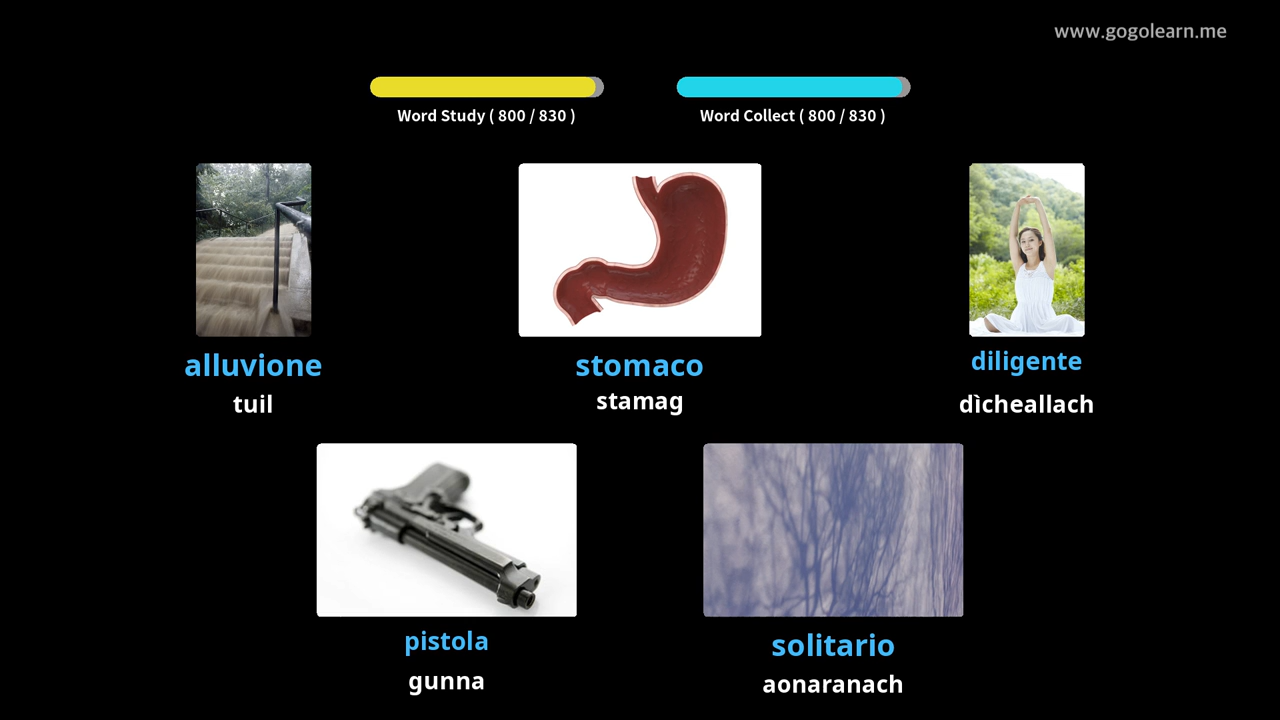 www.gogolearn.me
Word Study ( 800 / 830 )
Word Collect ( 800 / 830 )
alluvione
tuil
stomaco
stamag
diligente
dìcheallach
pistola
gunna
solitario
aonaranach